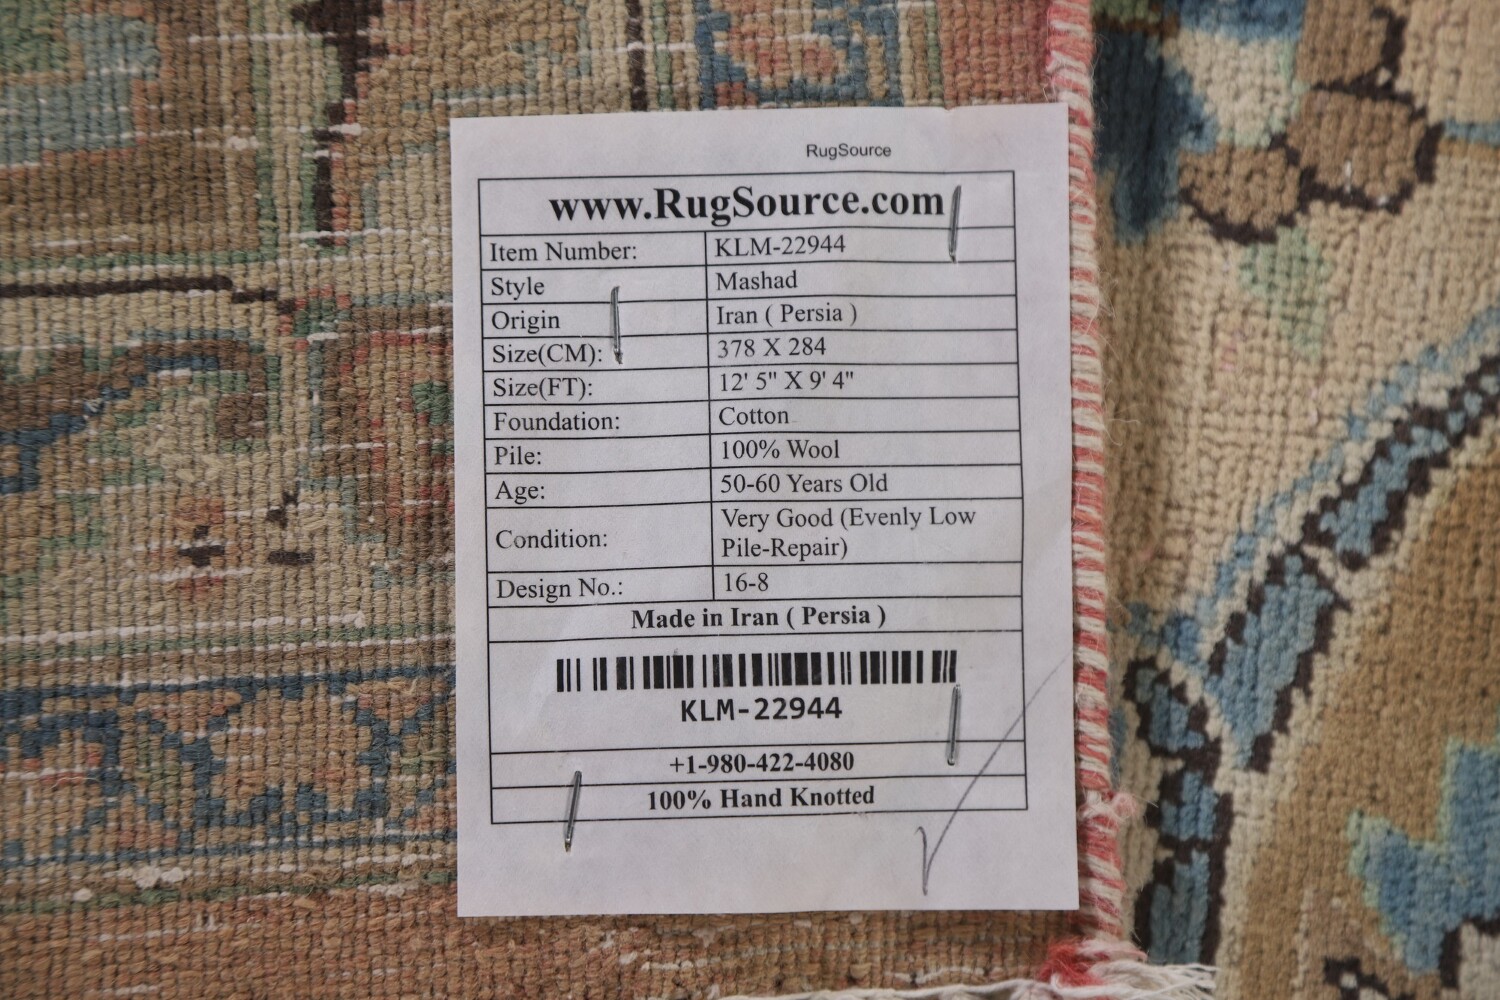 RugSource
www.RugSource.com
Item Number: KLM-22944
Style Mashad
Origin Iran ( Persia )
Size(CM): 378 X 284
Size(FT): 12' 5" X 9' 4"
Foundation: Cotton
Pile: 100% Wool
Age: 50-60 Years Old
Condition: Very Good (Evenly Low
Pile-Repair)
Design No.: 16-8
Made in Iran ( Persia )
KLM-22944
+1-980-422-4080
100% Hand Knotted